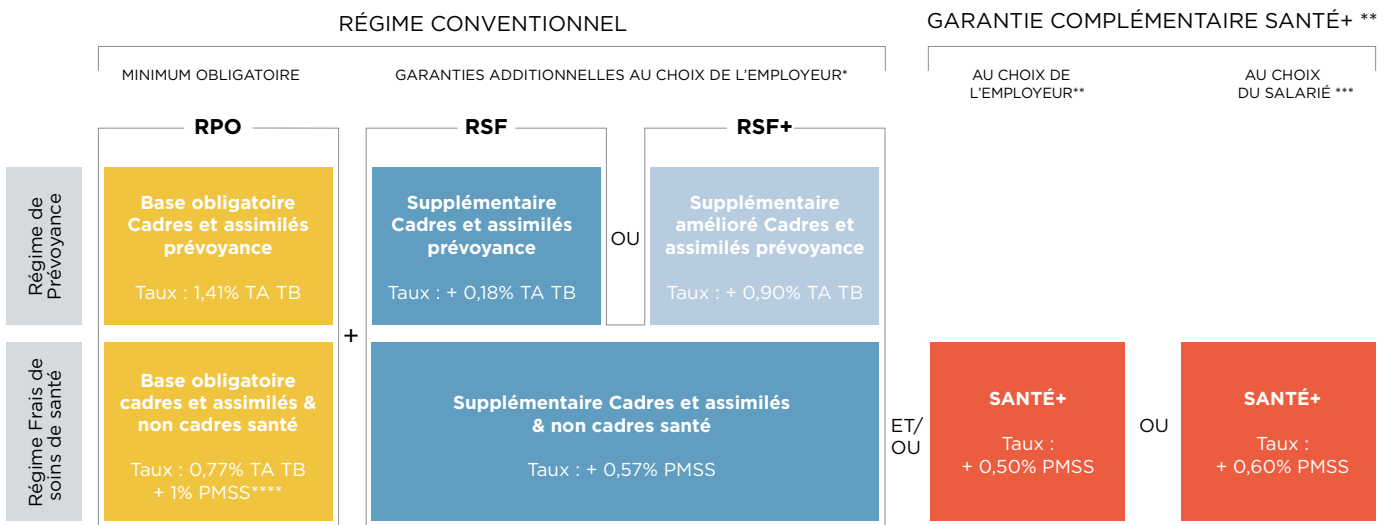 RÉGIME CONVENTIONNEL
GARANTIE COMPLÉMENTAIRE SANTÉ+ **
MINIMUM OBLIGATOIRE
GARANTIES ADDITIONNELLES AU CHOIX DE L'EMPLOYEUR*
AU CHOIX DE
L'EMPLOYEUR**
AU CHOIX
DU SALARIÉ ***
RPO
RSF
RSF+
Régime de
Prévoyance
Base obligatoire
Cadres et assimilés
prévoyance
Taux : 1,41% TA TB
Supplémentaire
Cadres et assimilés
prévoyance
Taux : + 0,18% TA TB
OU
Supplémentaire
amélioré Cadres et
assimilés prévoyance
Taux : + 0,90% TA TB
+
Régime Frais de
soins de santé
Base obligatoire
cadres et assimilés &
non cadres santé
Taux : 0,77% TA TB
+ 1% PMSS****
Supplémentaire Cadres et assimilés
& non cadres santé
Taux : + 0,57% PMSS
ET/
OU
SANTÉ+
Taux :
+ 0,50% PMSS
OU
SANTÉ+
Taux :
+ 0,60% PMSS